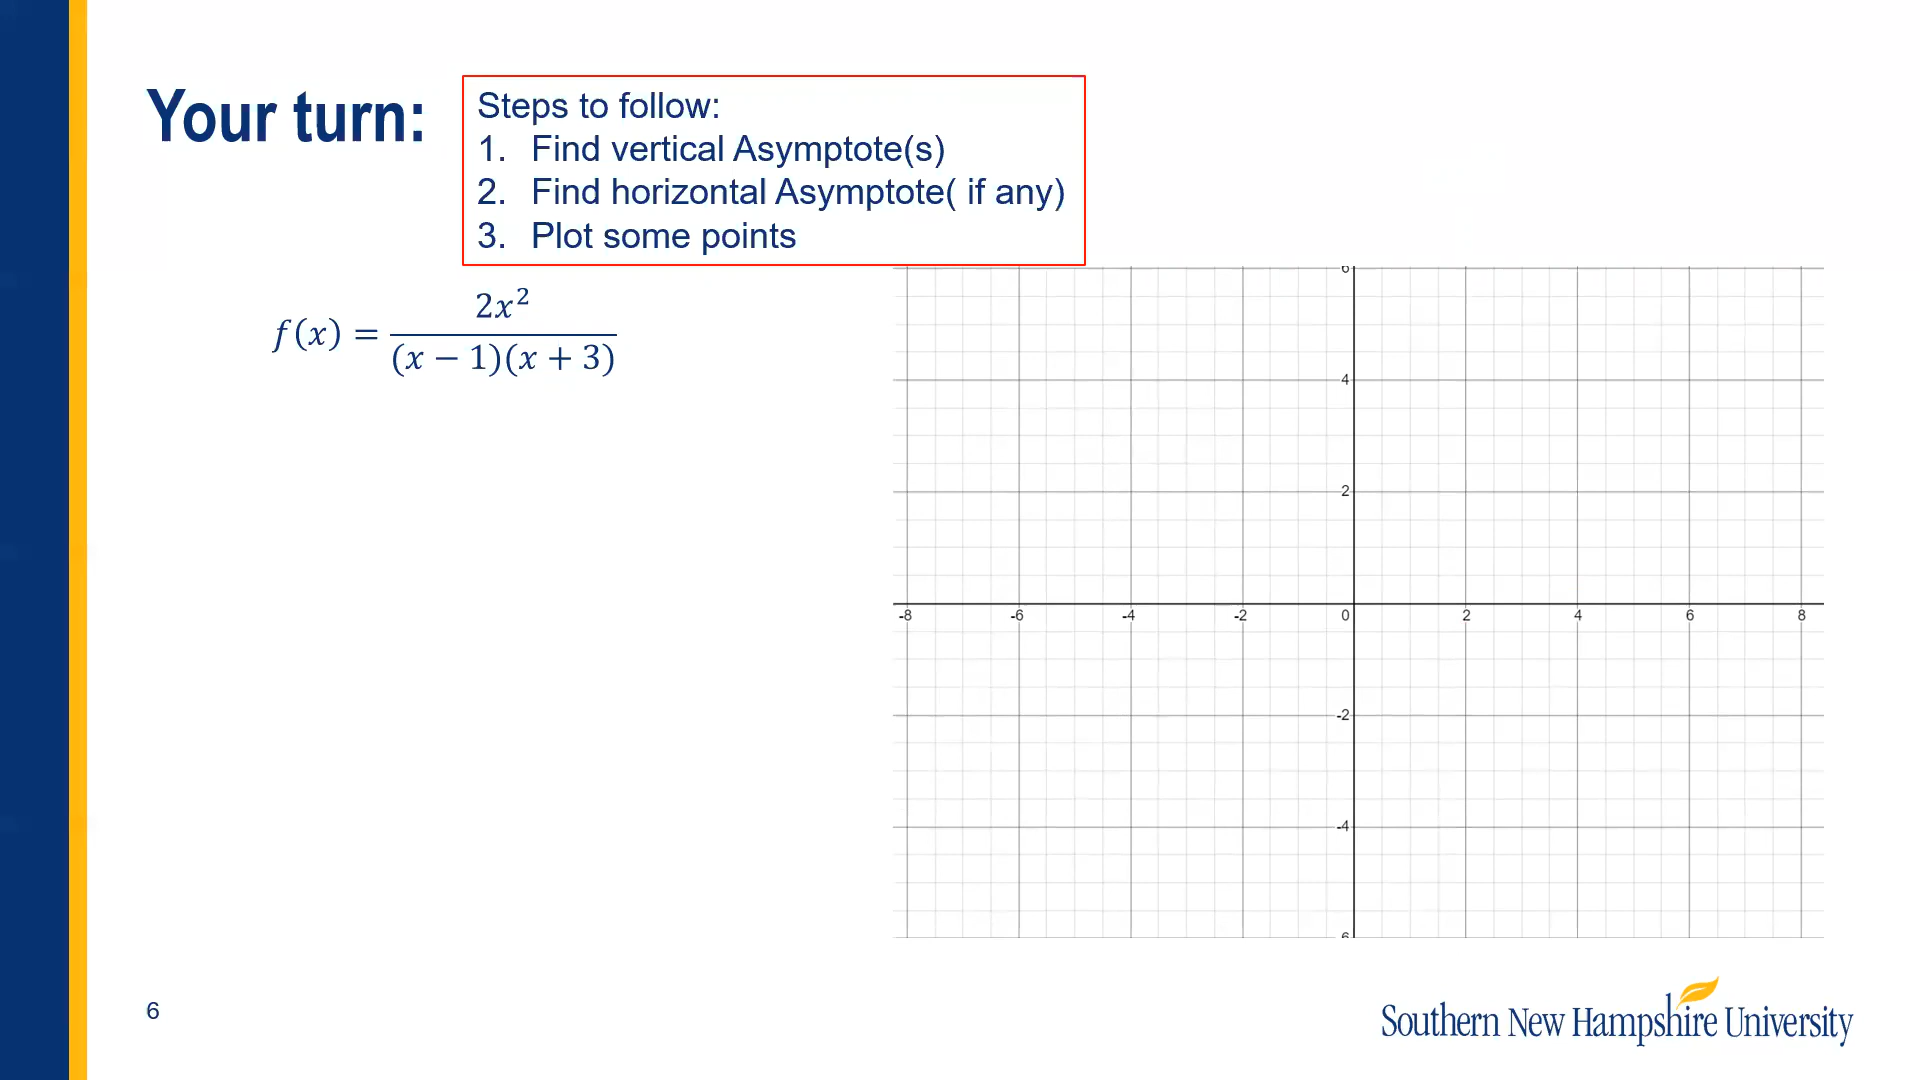 Your turn:
Steps to follow:
1. Find vertical Asymptote(s)
2. Find horizontal Asymptote( if any)
3. Plot some points
f(x) = 2x² / (x − 1)(x + 3)
6
4
2
-8 -6 -4 -2 0 2 4 6 8
-2
-4
6
6
Southern New Hampshire University